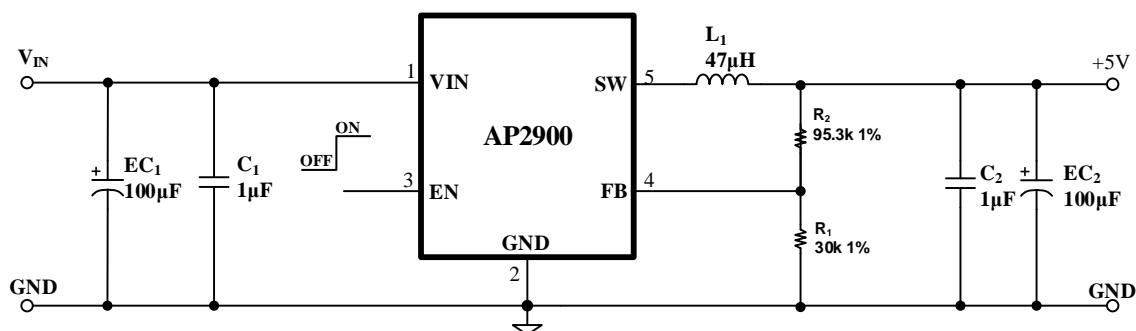 V_IN
L₁
47μH
+5V
1
VIN
SW
5
R₂
95.3k 1%
ON
OFF
AP2900
EC₁
100μF
C₁
1μF
3
EN
FB
4
C₂
1μF
EC₂
100μF
R₁
30k 1%
GND
2
GND
GND
+
+